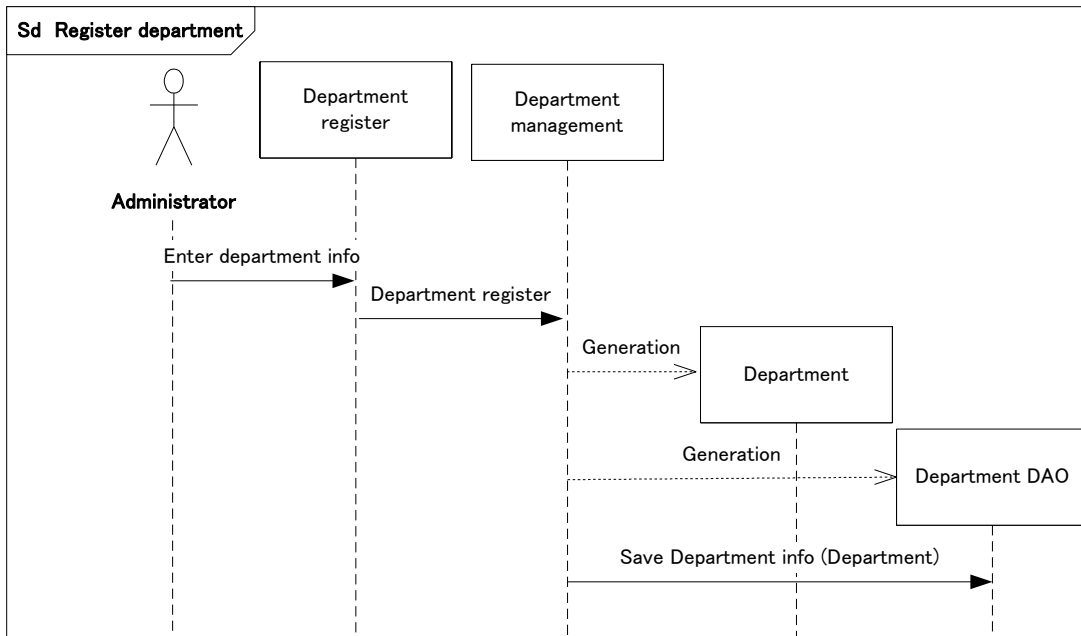 Sd  Register department
Department
register
Department
management
Administrator
Enter department info
Department register
Generation
Department
Generation
Department DAO
Save Department info (Department)